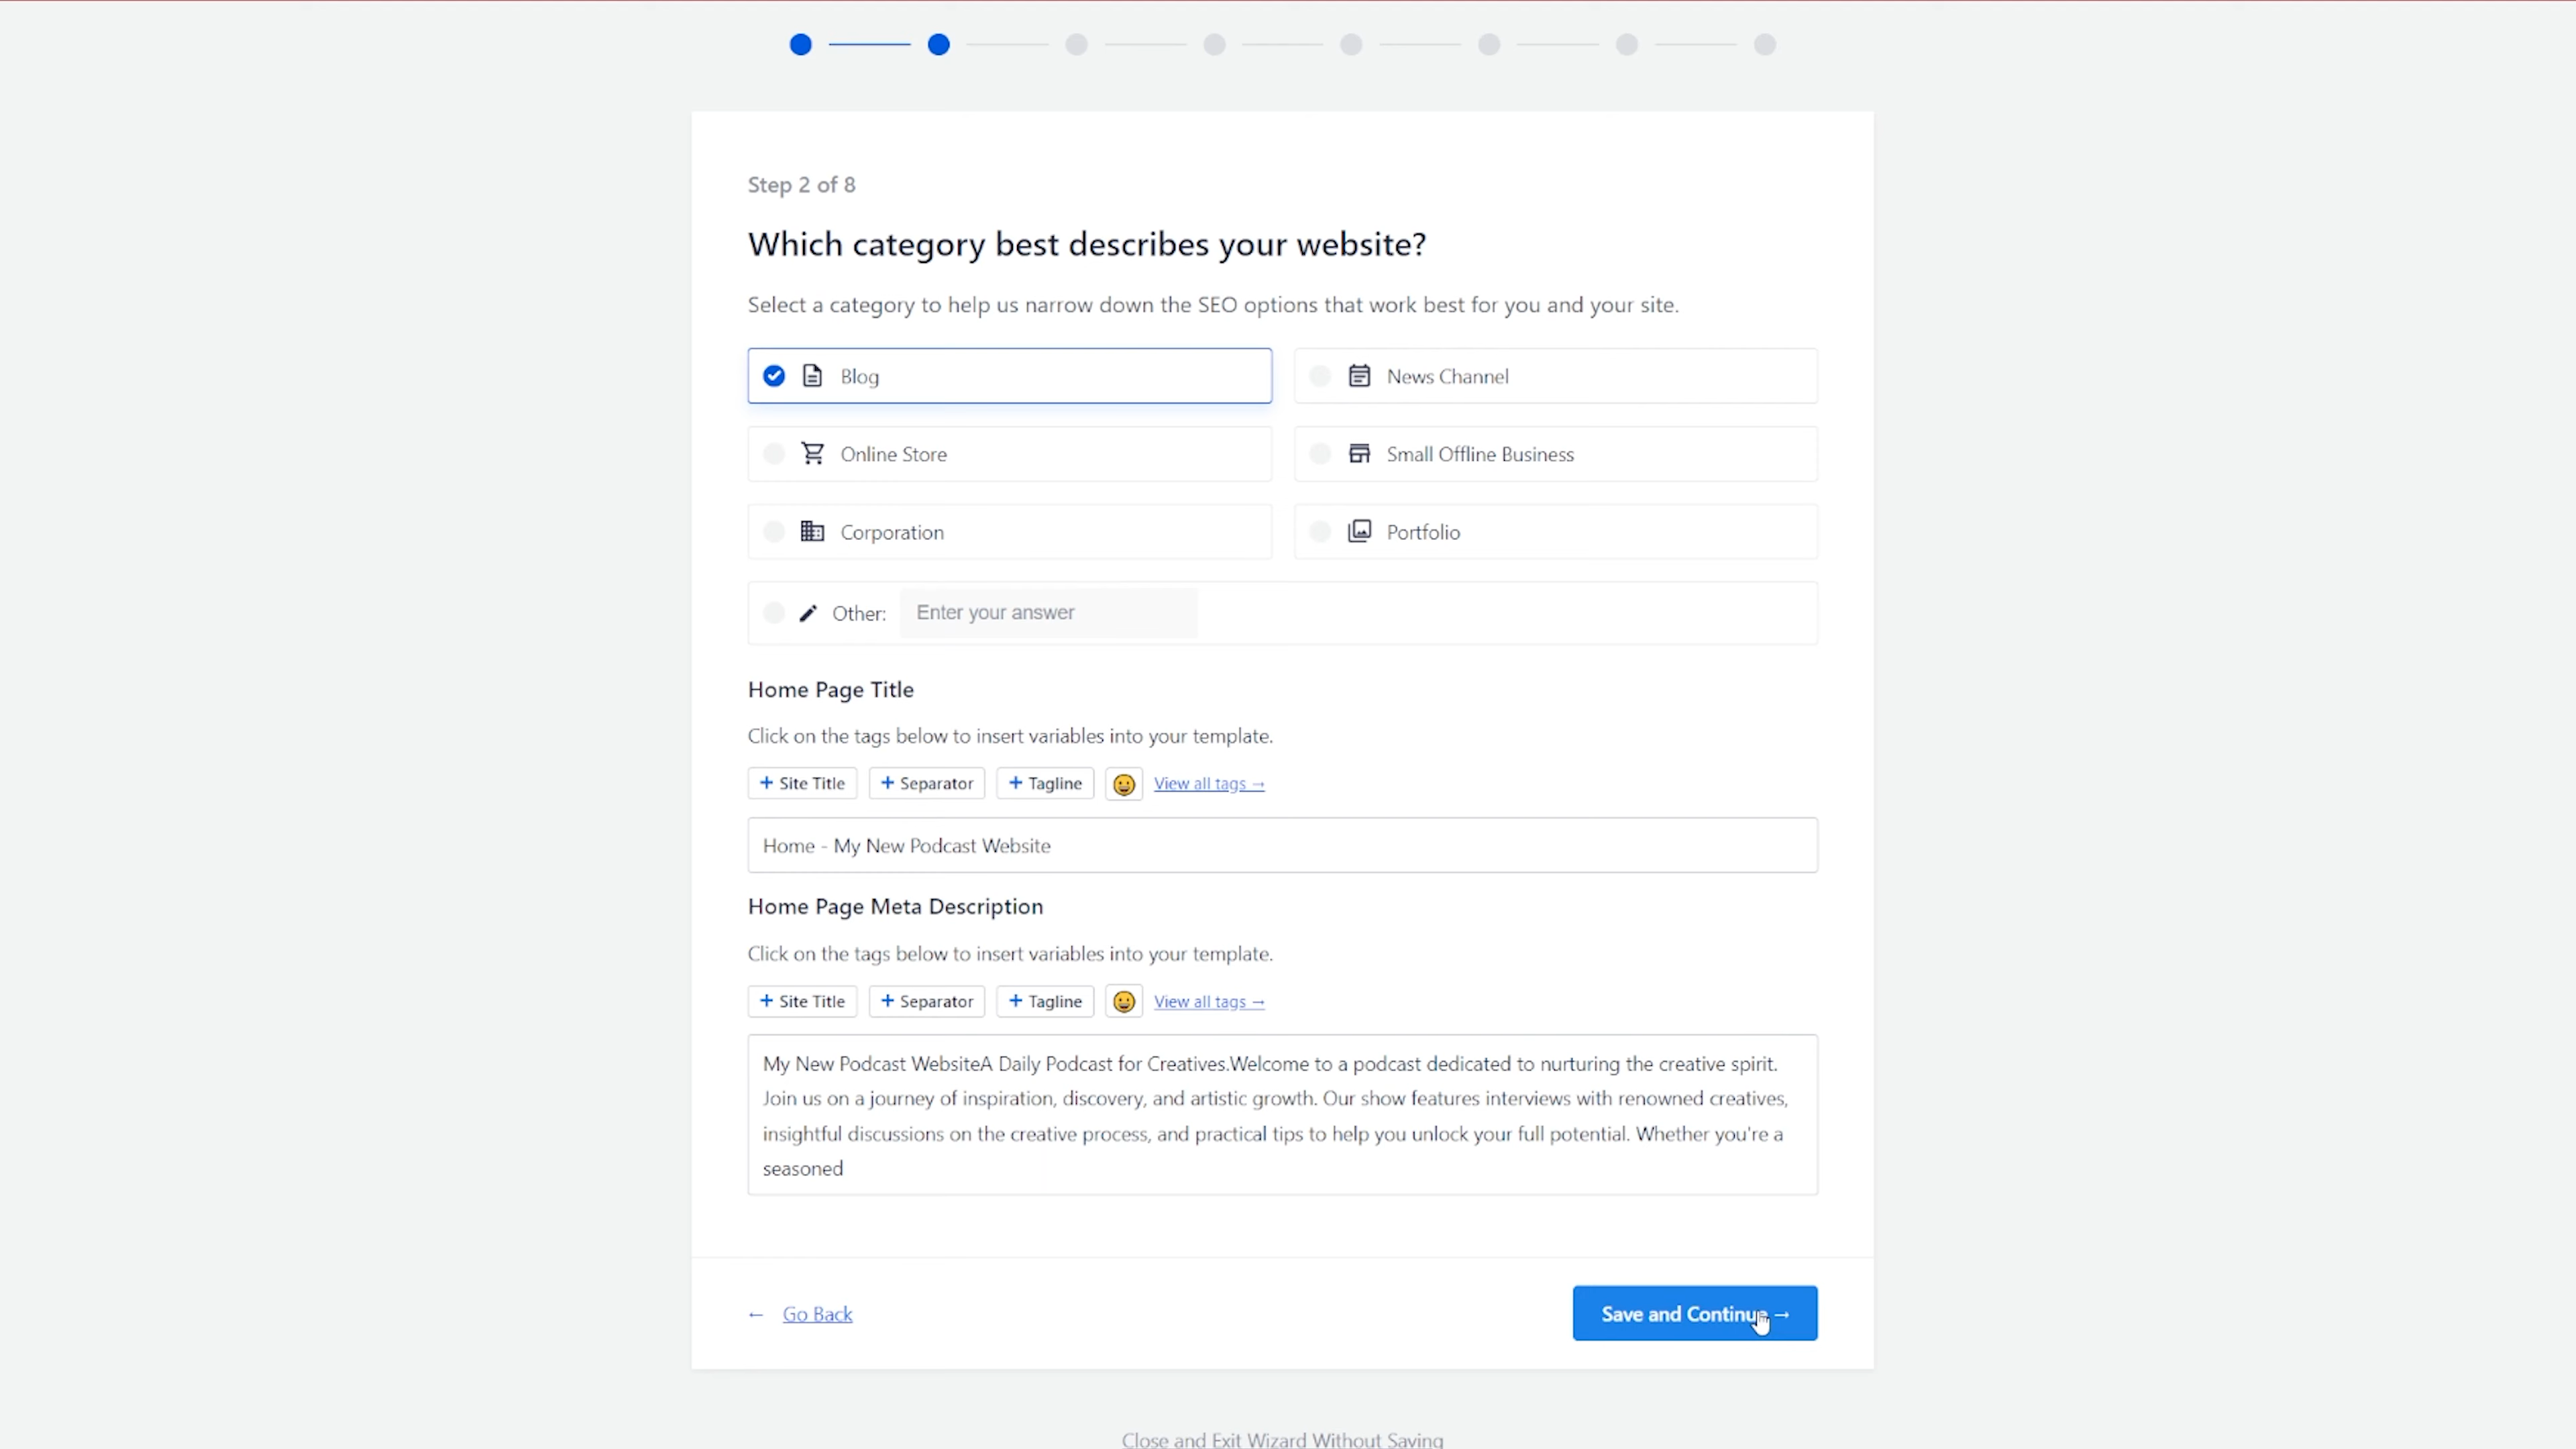 Step 2 of 8
Which category best describes your website?
Select a category to help us narrow down the SEO options that work best for you and your site.
Blog
News Channel
Online Store
Small Offline Business
Corporation
Portfolio
Other: Enter your answer
Home Page Title
Click on the tags below to insert variables into your template.
+ Site Title + Separator + Tagline View all tags →
Home - My New Podcast Website
Home Page Meta Description
Click on the tags below to insert variables into your template.
+ Site Title + Separator + Tagline View all tags →
My New Podcast WebsiteA Daily Podcast for Creatives.Welcome to a podcast dedicated to nurturing the creative spirit.
Join us on a journey of inspiration, discovery, and artistic growth. Our show features interviews with renowned creatives,
insightful discussions on the creative process, and practical tips to help you unlock your full potential. Whether you're a
seasoned
← Go Back
Save and Continue →
Close and Exit Wizard Without Saving